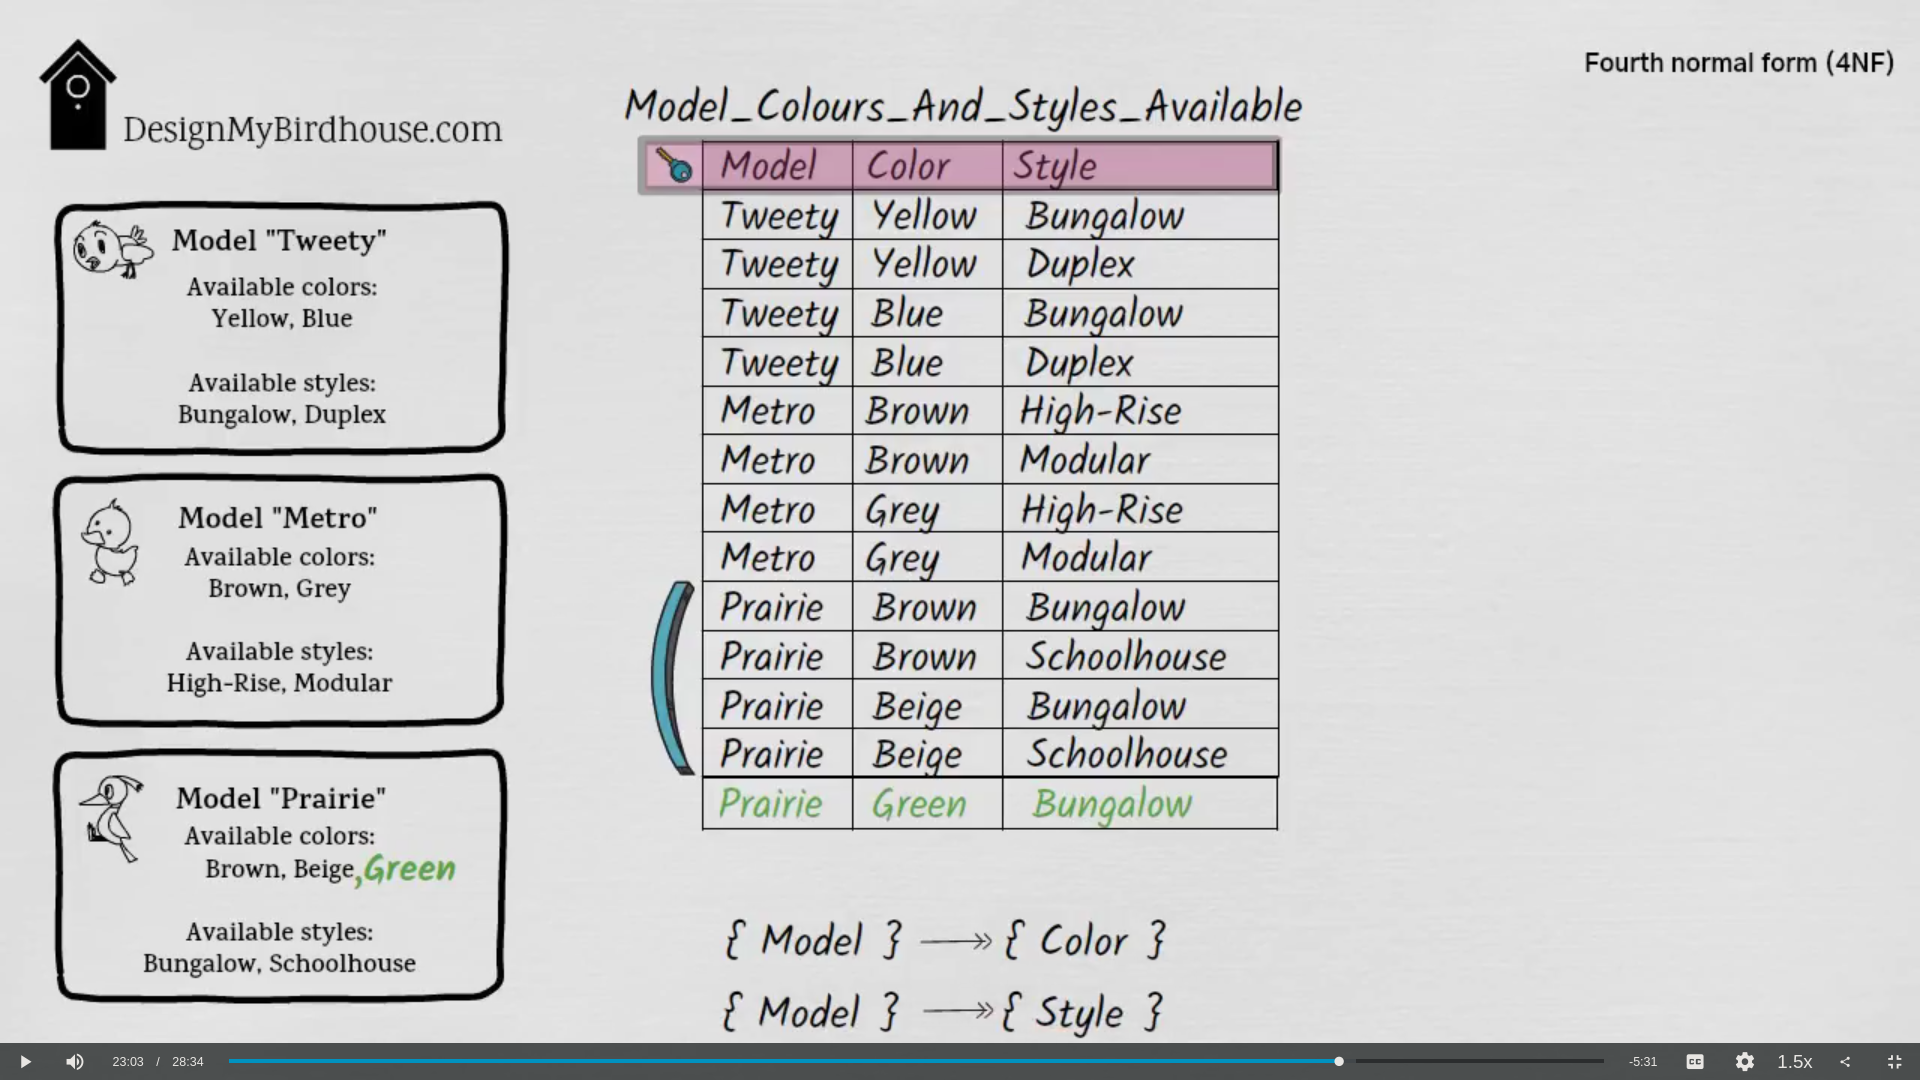 Fourth normal form (4NF)
DesignMyBirdhouse.com
Model "Tweety"
Available colors:
Yellow, Blue
Available styles:
Bungalow, Duplex
Model "Metro"
Available colors:
Brown, Grey
Available styles:
High-Rise, Modular
Model "Prairie"
Available colors:
Brown, Beige,Green
Available styles:
Bungalow, Schoolhouse
Model_Colours_And_Styles_Available
Model Color Style
Tweety Yellow Bungalow
Tweety Yellow Duplex
Tweety Blue Bungalow
Tweety Blue Duplex
Metro Brown High-Rise
Metro Brown Modular
Metro Grey High-Rise
Metro Grey Modular
Prairie Brown Bungalow
Prairie Brown Schoolhouse
Prairie Beige Bungalow
Prairie Beige Schoolhouse
Prairie Green Bungalow
{ Model } ↠ { Color }
{ Model } ↠ { Style }
23:03 / 28:34 -5:31 CC 1.5x